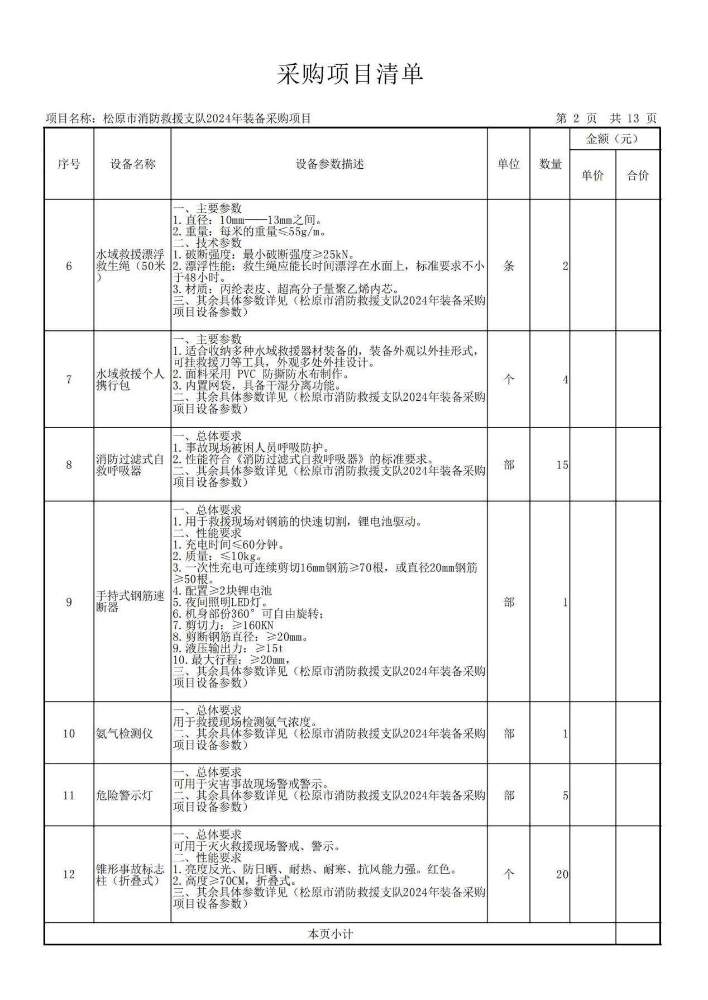 采购项目清单
项目名称：松原市消防救援支队2024年装备采购项目
第 2 页 共 13 页
序号
设备名称
设备参数描述
单位
数量
金额（元）
单价
合价
6
水域救援漂浮
救生绳（50米
）
一、主要参数
1.直径：10mm——13mm之间。
2.重量：每米的重量≤55g/m。
二、技术参数
1.破断强度：最小破断强度≥25kN。
2.漂浮性能：救生绳应能长时间漂浮在水面上，标准要求不小
于48小时。
3.材质：丙纶表皮、超高分子量聚乙烯内芯。
三、其余具体参数详见（松原市消防救援支队2024年装备采购
项目设备参数）
条
2
7
水域救援个人
携行包
一、主要参数
1.适合收纳多种水域救援器材装备的，装备外观以外挂形式，
可挂救援刀等工具，外观多处外挂设计。
2.面料采用 PVC 防撕防水布制作。
3.内置网袋，具备干湿分离功能。
二、其余具体参数详见（松原市消防救援支队2024年装备采购
项目设备参数）
个
4
8
消防过滤式自
救呼吸器
一、总体要求
1.事故现场被困人员呼吸防护。
2.性能符合《消防过滤式自救呼吸器》的标准要求。
二、其余具体参数详见（松原市消防救援支队2024年装备采购
项目设备参数）
部
15
9
手持式钢筋速
断器
一、总体要求
1.用于救援现场对钢筋的快速切割，锂电池驱动。
二、性能要求
1.充电时间≤60分钟。
2.质量：≤10kg。
3.一次性充电可连续剪切16mm钢筋≥70根，或直径20mm钢筋
≥50根。
4.配置≥2块锂电池
5.夜间照明LED灯。
6.机身部份360°可自由旋转；
7.剪切力：≥160KN
8.剪断钢筋直径：≥20mm。
9.液压输出力：≥15t
10.最大行程：≥20mm，
三、其余具体参数详见（松原市消防救援支队2024年装备采购
项目设备参数）
部
1
10
氨气检测仪
一、总体要求
用于救援现场检测氨气浓度。
二、其余具体参数详见（松原市消防救援支队2024年装备采购
项目设备参数）
部
1
11
危险警示灯
一、总体要求
可用于灾害事故现场警戒警示。
二、其余具体参数详见（松原市消防救援支队2024年装备采购
项目设备参数）
部
5
12
锥形事故标志
柱（折叠式）
一、总体要求
可用于灭火救援现场警戒、警示。
二、性能要求
1.亮度反光、防日晒、耐热、耐寒、抗风能力强。红色。
2.高度≥70CM，折叠式。
三、其余具体参数详见（松原市消防救援支队2024年装备采购
项目设备参数）
个
20
本页小计